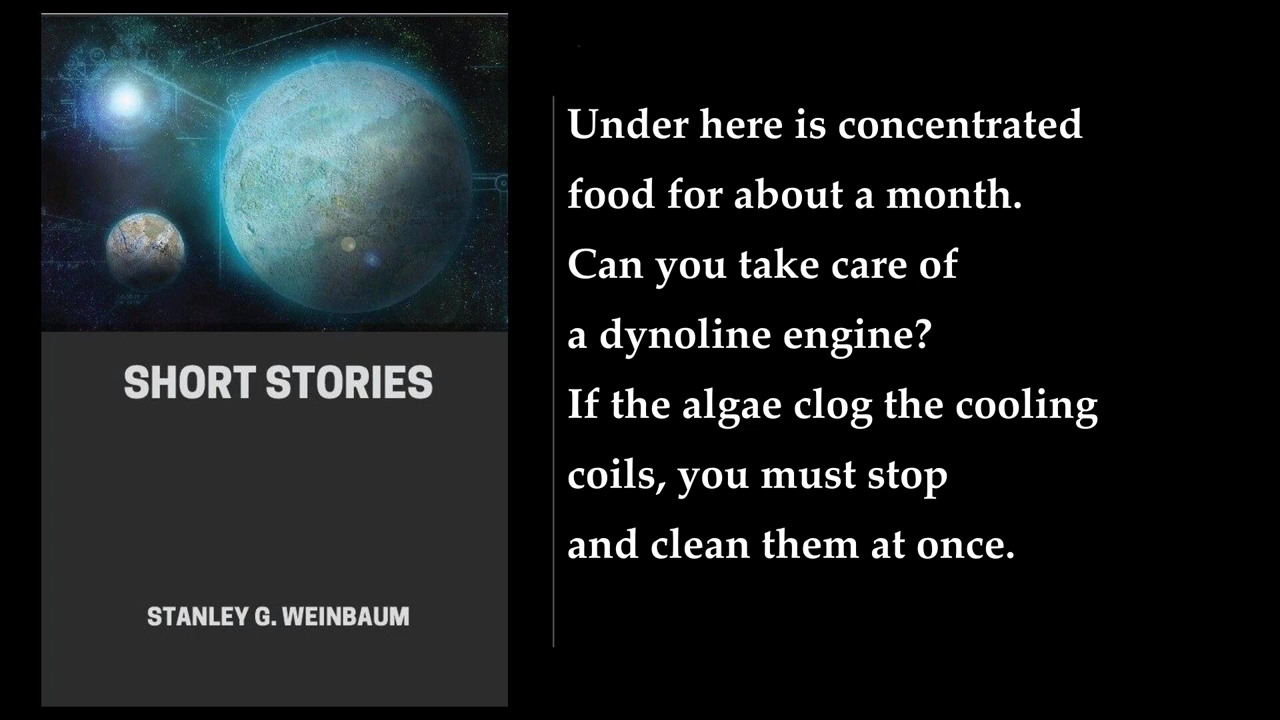 SHORT STORIES
STANLEY G. WEINBAUM
Under here is concentrated
food for about a month.
Can you take care of
a dynoline engine?
If the algae clog the cooling
coils, you must stop
and clean them at once.